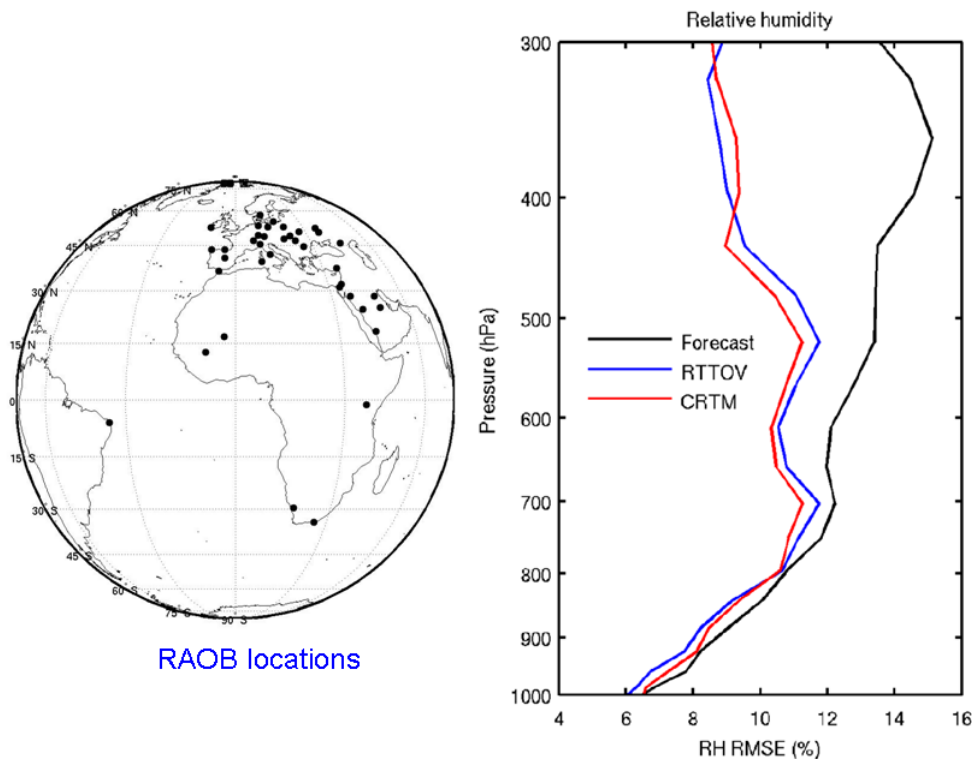 75 N
60 N
45 N
30 N
15 N
0
15 S
30 S
45 S
60 S
75 S
90 S
RAOB locations
Relative humidity
300
400
500
600
700
800
900
1000
Pressure (hPa)
Forecast
RTTOV
CRTM
4 6 8 10 12 14 16
RH RMSE (%)